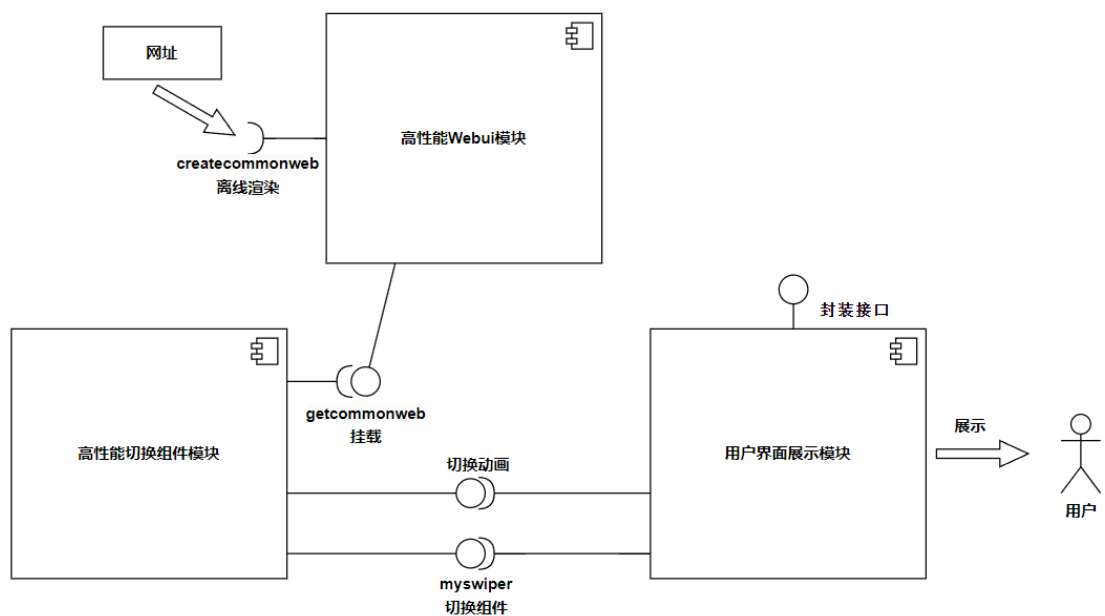 网址
高性能Webui模块
createcommonweb
离线渲染
封装接口
getcommonweb
挂载
高性能切换组件模块
用户界面展示模块
展示
用户
切换动画
myswiper
切换组件